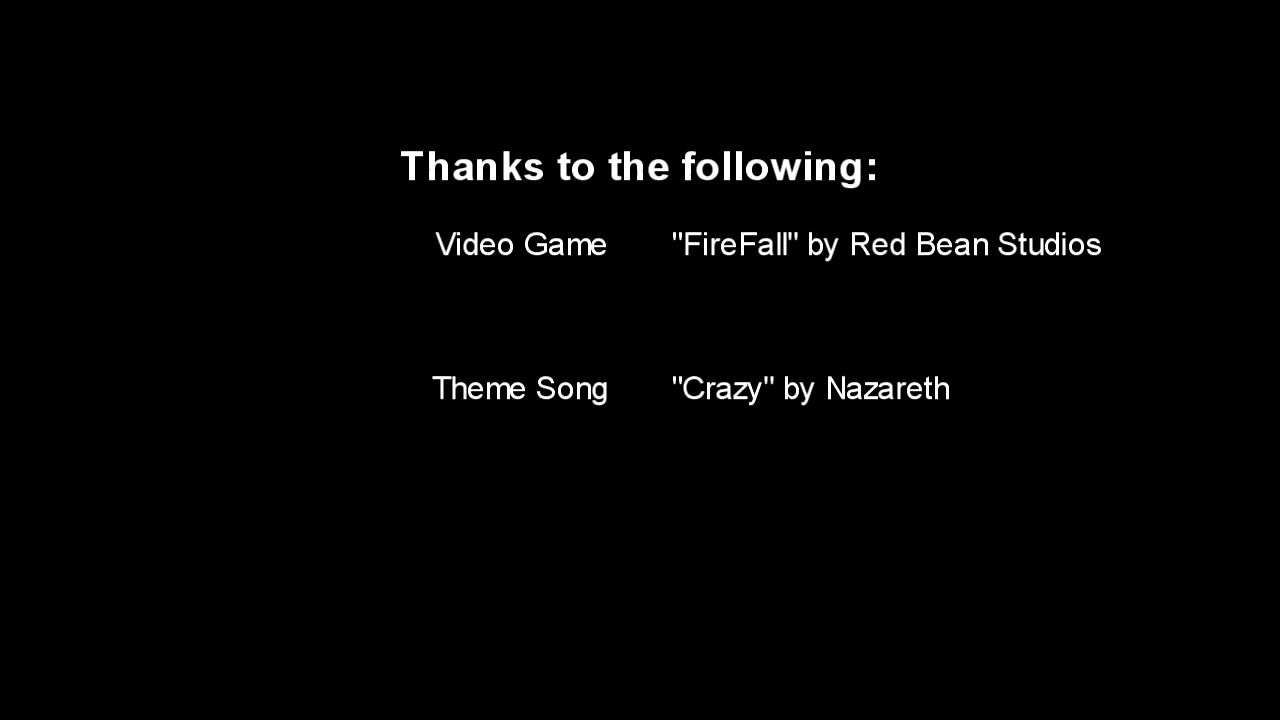 Thanks to the following:
Video Game "FireFall" by Red Bean Studios
Theme Song "Crazy" by Nazareth